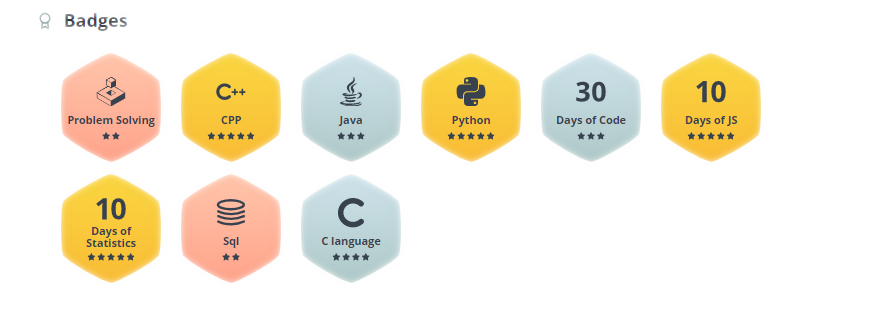 Badges
Problem Solving
C++
CPP
Java
Python
30
Days of Code
10
Days of JS
10
Days of
Statistics
Sql
C
C language